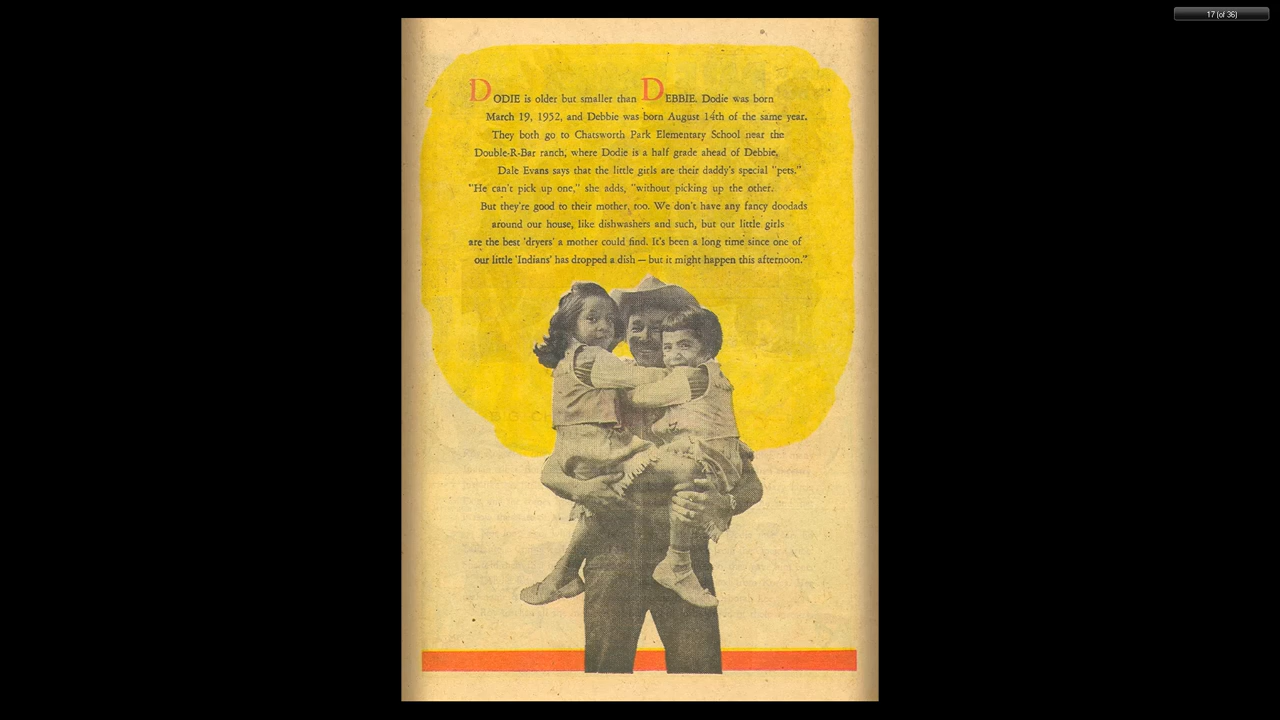 17 (of 36)
DODIE is older but smaller than DEBBIE. Dodie was born
March 19, 1952, and Debbie was born August 14th of the same year.
They both go to Chatsworth Park Elementary School near the
Double-R-Bar ranch, where Dodie is a half grade ahead of Debbie.
Dale Evans says that the little girls are their daddy's special "pets."
"He can't pick up one," she adds, "without picking up the other.
But they're good to their mother, too. We don't have any fancy doodads
around our house, like dishwashers and such, but our little girls
are the best 'dryers' a mother could find. It's been a long time since one of
our little 'Indians' has dropped a dish — but it might happen this afternoon."